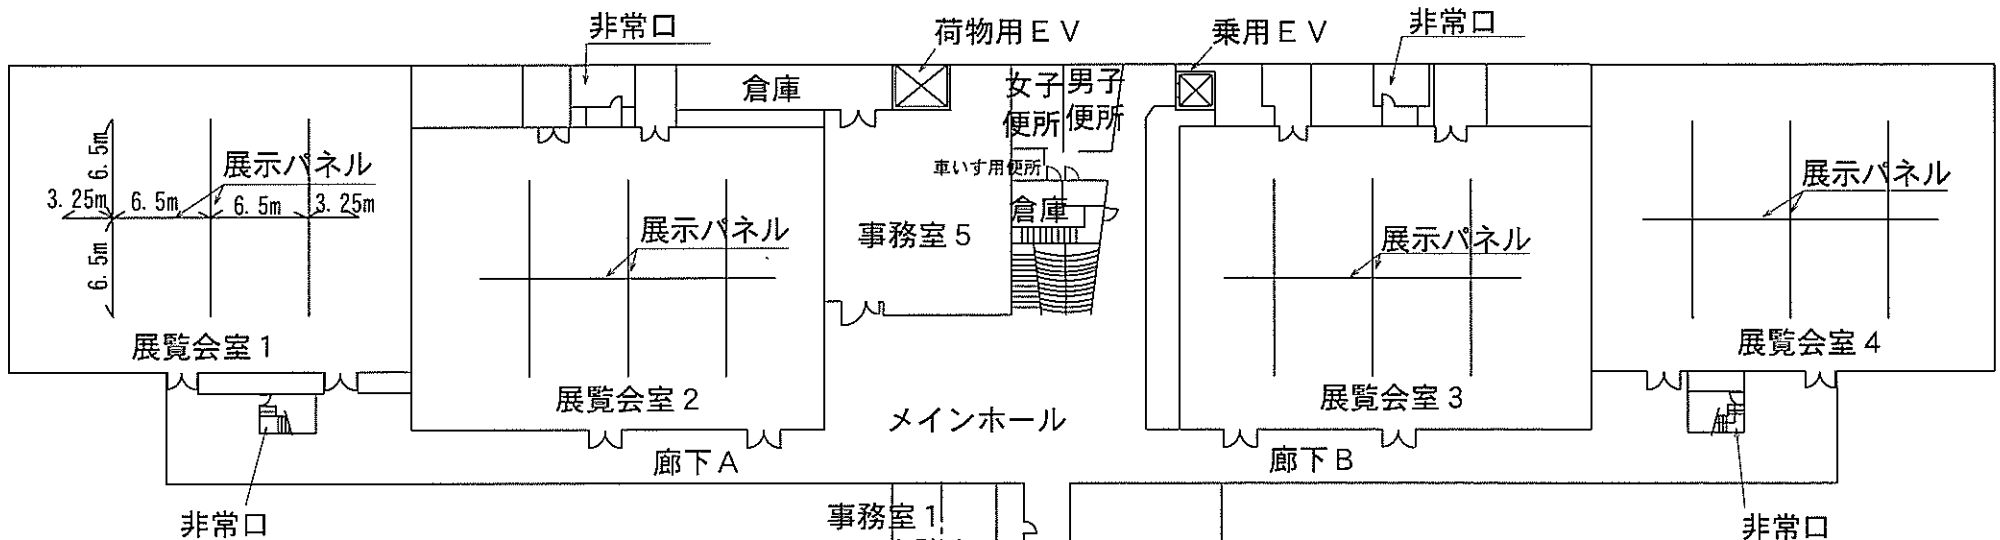 非常口
荷物用ＥＶ
乗用ＥＶ
非常口
倉庫
女子
便所
男子
便所
車いす用便所
倉庫
事務室５
6.5m
展示パネル
3.25m
6.5m
6.5m
3.25m
6.5m
展覧会室１
展示パネル
展覧会室２
展示パネル
展覧会室３
展示パネル
展覧会室４
メインホール
廊下Ａ
廊下Ｂ
非常口
事務室１
非常口